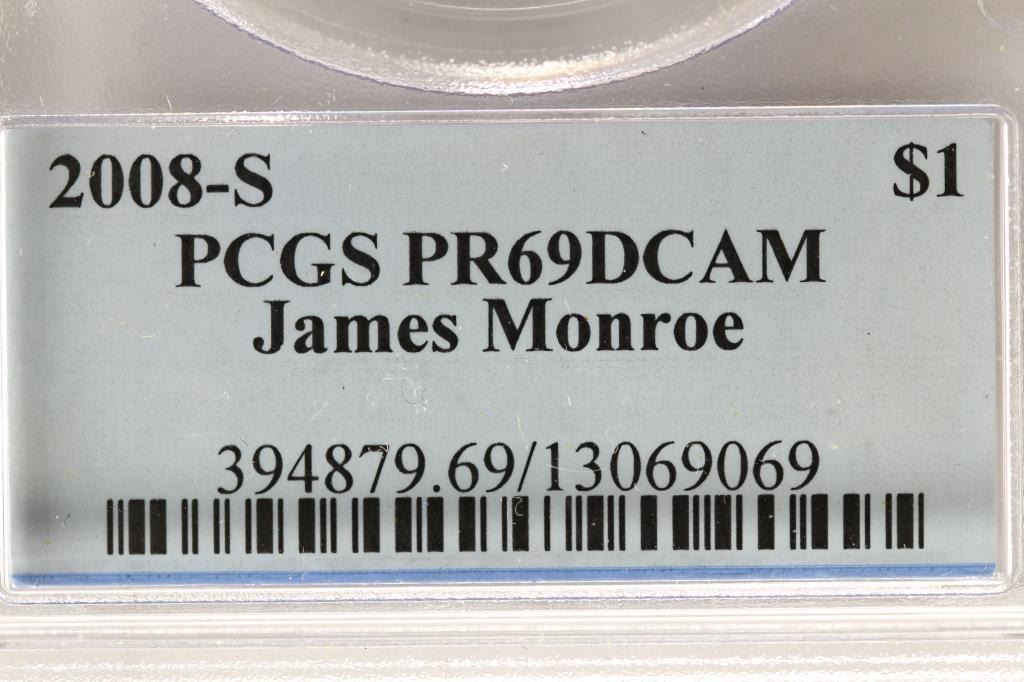 2008-S $1
PCGS PR69DCAM
James Monroe
394879.69/13069069